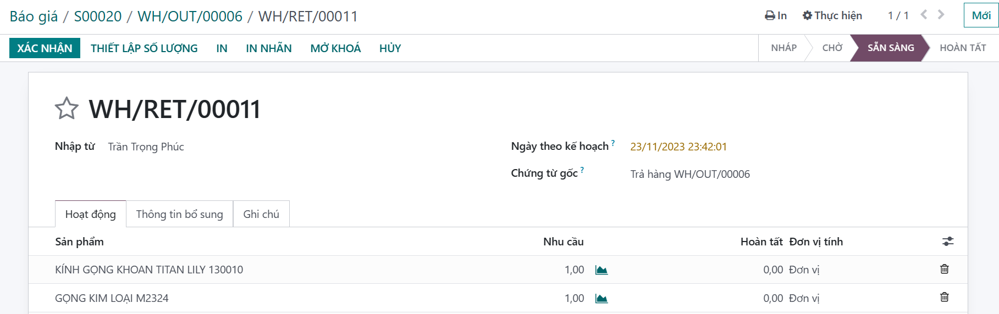 Báo giá / S00020 / WH/OUT/00006 / WH/RET/00011
In Thực hiện 1 / 1 Mới
XÁC NHẬN THIẾT LẬP SỐ LƯỢNG IN IN NHÃN MỞ KHOÁ HỦY
NHÁP CHỜ SẴN SÀNG HOÀN TẤT
WH/RET/00011
Nhập từ Trần Trọng Phúc
Ngày theo kế hoạch ? 23/11/2023 23:42:01
Chứng từ gốc ? Trả hàng WH/OUT/00006
Hoạt động Thông tin bổ sung Ghi chú
Sản phẩm Nhu cầu Hoàn tất Đơn vị tính
KÍNH GỌNG KHOAN TITAN LILY 130010 1,00 0,00 Đơn vị
GỌNG KIM LOẠI M2324 1,00 0,00 Đơn vị